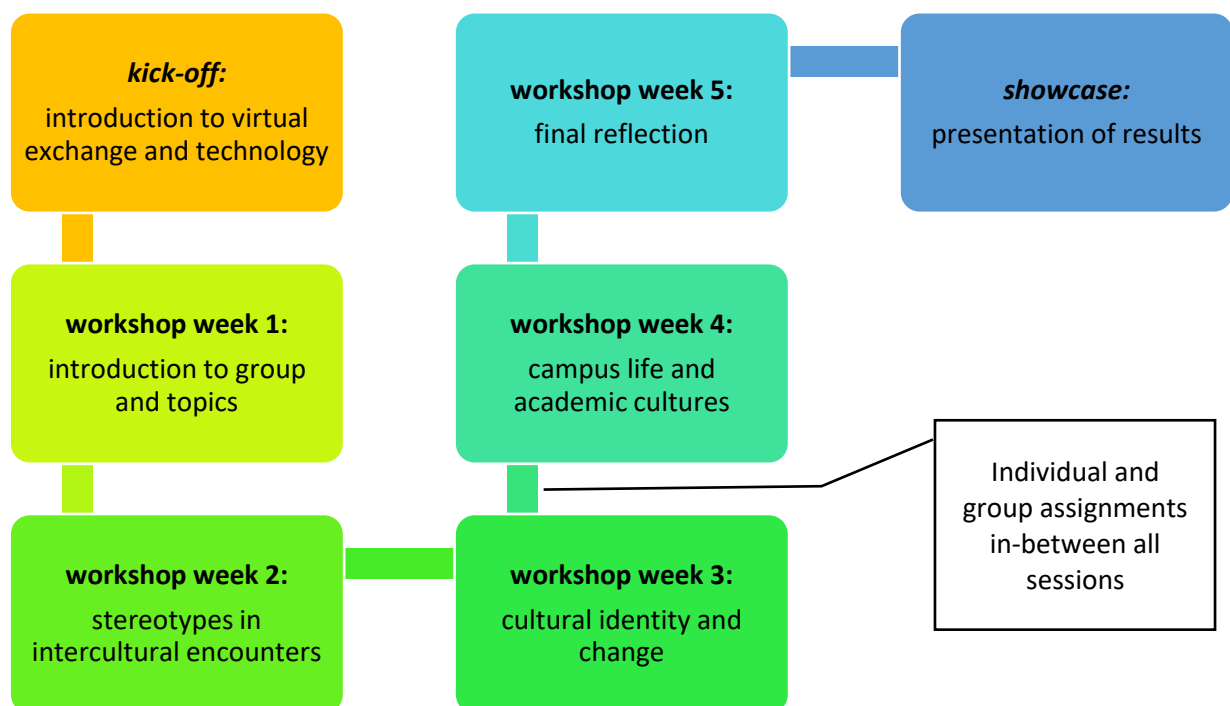 kick-off:
introduction to virtual
exchange and technology
workshop week 1:
introduction to group
and topics
workshop week 2:
stereotypes in
intercultural encounters
workshop week 3:
cultural identity and
change
workshop week 4:
campus life and
academic cultures
workshop week 5:
final reflection
showcase:
presentation of results
Individual and
group assignments
in-between all
sessions